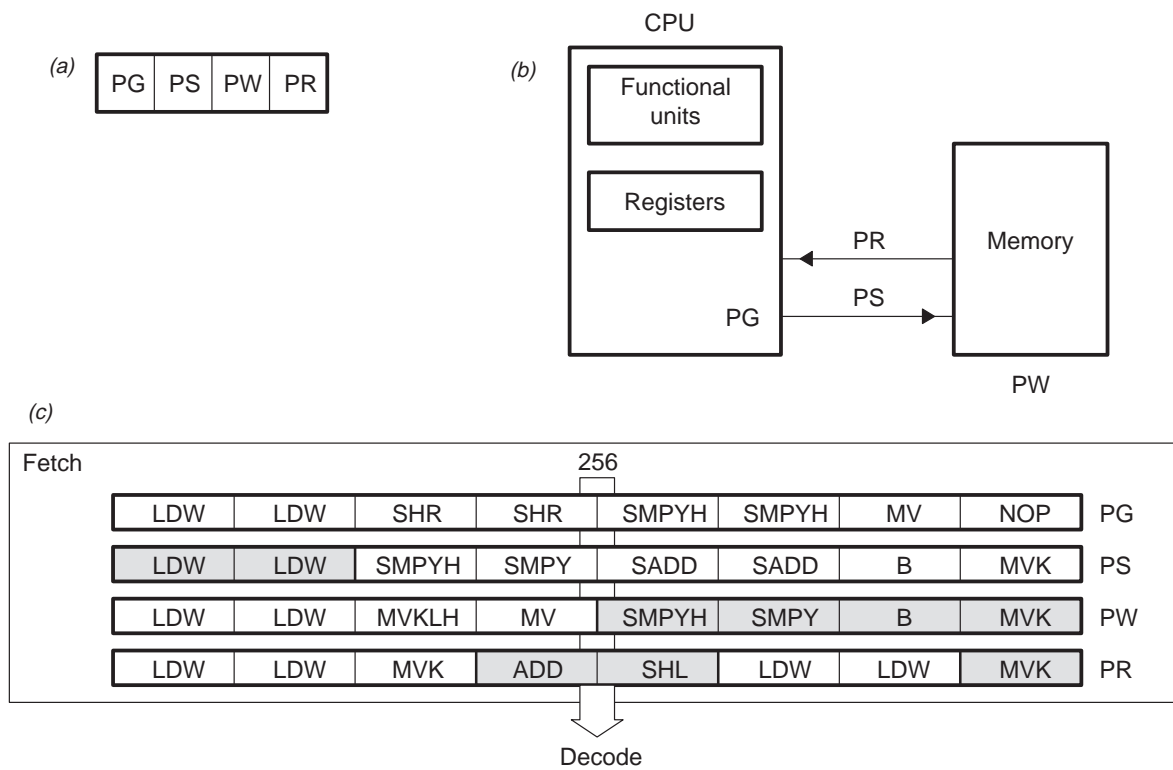 (a)
PG PS PW PR
(b)
CPU
Functional
units
Registers
PR
PS
PG
Memory
PW
(c)
Fetch
256
LDW LDW SHR SHR SMPYH SMPYH MV NOP PG
LDW LDW SMPYH SMPY SADD SADD B MVK PS
LDW LDW MVKLH MV SMPYH SMPY B MVK PW
LDW LDW MVK ADD SHL LDW LDW MVK PR
Decode